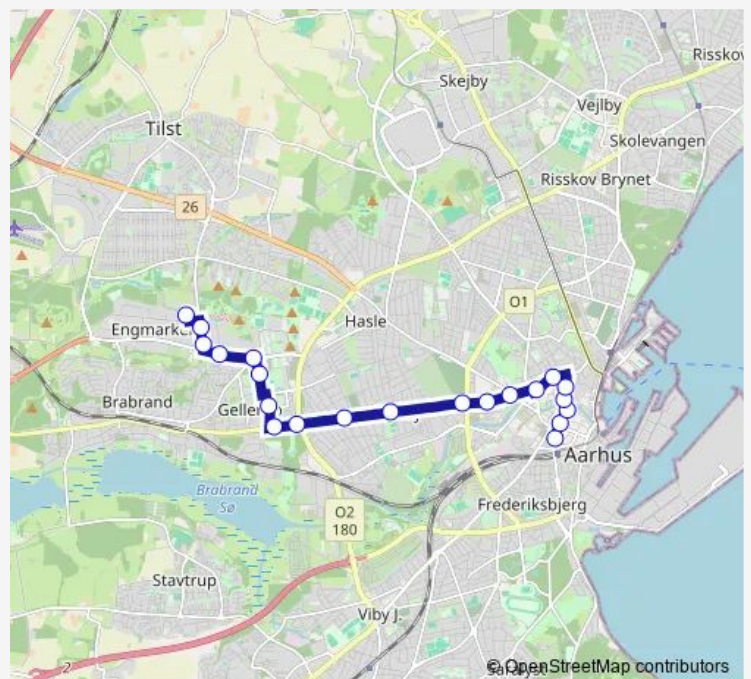 Risskov
Skejby
Vejlby
Tilst
Skolevangen
Risskov Brynet
26
O1
Engmarken
Hasle
Brabrand
Gellerup
Aarhus
Brabrand
Sø
O2
180
Frederiksbjerg
Stavtrup
Viby J.
2
© OpenStreetMap contributors